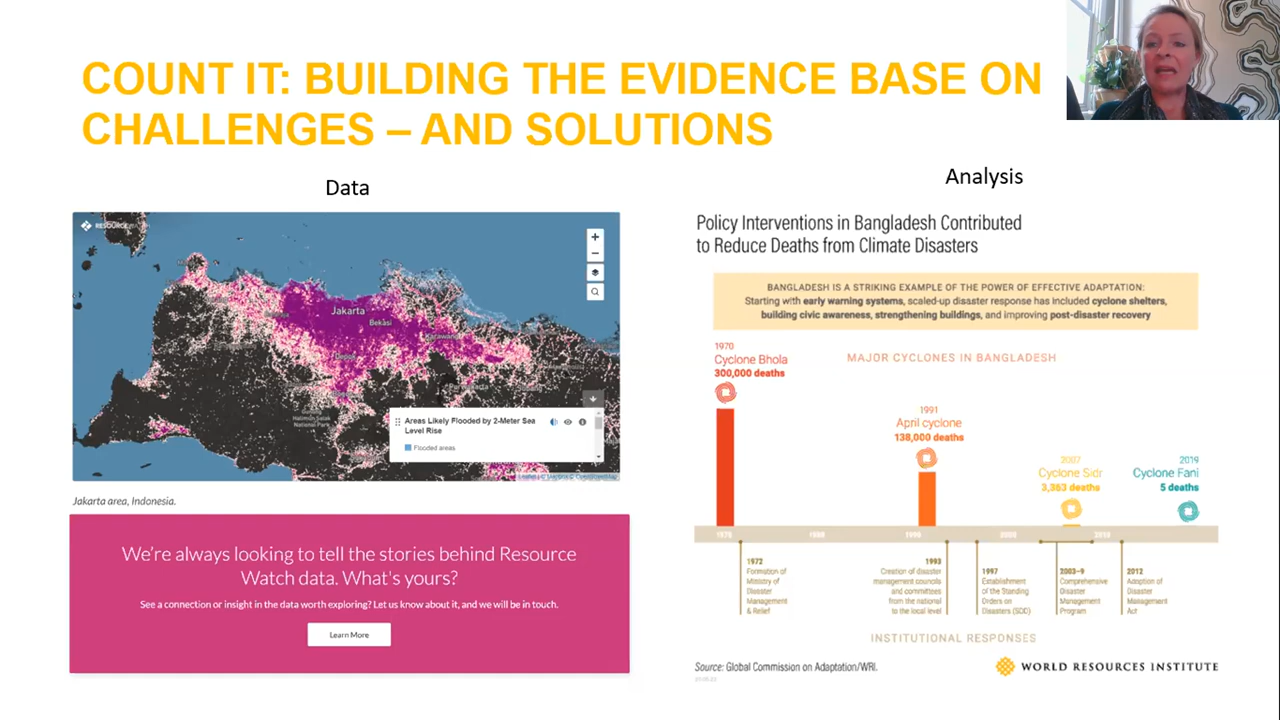 COUNT IT: BUILDING THE EVIDENCE BASE ON
CHALLENGES – AND SOLUTIONS
Data
Jakarta
Bekasi
Karawang
Depok
Areas Likely Flooded by 2-Meter Sea
Level Rise
Flooded areas
Jakarta area, Indonesia.
We're always looking to tell the stories behind Resource
Watch data. What's yours?
See a connection or insight in the data worth exploring? Let us know about it, and we will be in touch.
Learn More
Analysis
Policy Interventions in Bangladesh Contributed
to Reduce Deaths from Climate Disasters
BANGLADESH IS A STRIKING EXAMPLE OF THE POWER OF EFFECTIVE ADAPTATION:
Starting with early warning systems, scaled-up disaster response has included cyclone shelters,
building civic awareness, strengthening buildings, and improving post-disaster recovery
MAJOR CYCLONES IN BANGLADESH
1970
Cyclone Bhola
300,000 deaths
1991
April cyclone
138,000 deaths
2007
Cyclone Sidr
3,363 deaths
2019
Cyclone Fani
5 deaths
1970
1980
1990
2000
2010
1972
Formation of
Ministry of
Disaster
Management
& Relief
1993
Creation of disaster
management councils
and committees
from the national
to the local level
1997
Establishment
of the Standing
Orders on
Disasters (SOD)
2003-9
Comprehensive
Disaster
Management
Program
2012
Adoption of
Disaster
Management
Act
INSTITUTIONAL RESPONSES
Source: Global Commission on Adaptation/WRI.
WORLD RESOURCES INSTITUTE